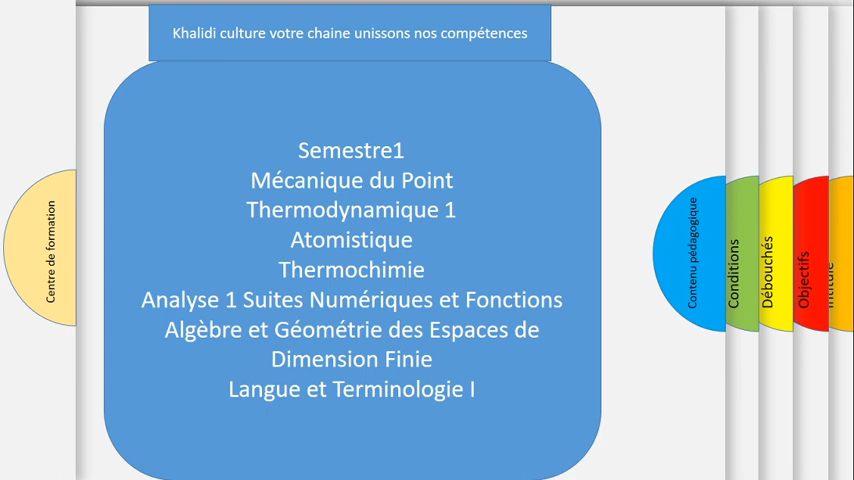 Khalidi culture votre chaine unissons nos compétences
Semestre1
Mécanique du Point
Thermodynamique 1
Atomistique
Thermochimie
Analyse 1 Suites Numériques et Fonctions
Algèbre et Géométrie des Espaces de
Dimension Finie
Langue et Terminologie I
Centre de formation
Contenu pédagogique
Conditions
Débouchés
Objectifs